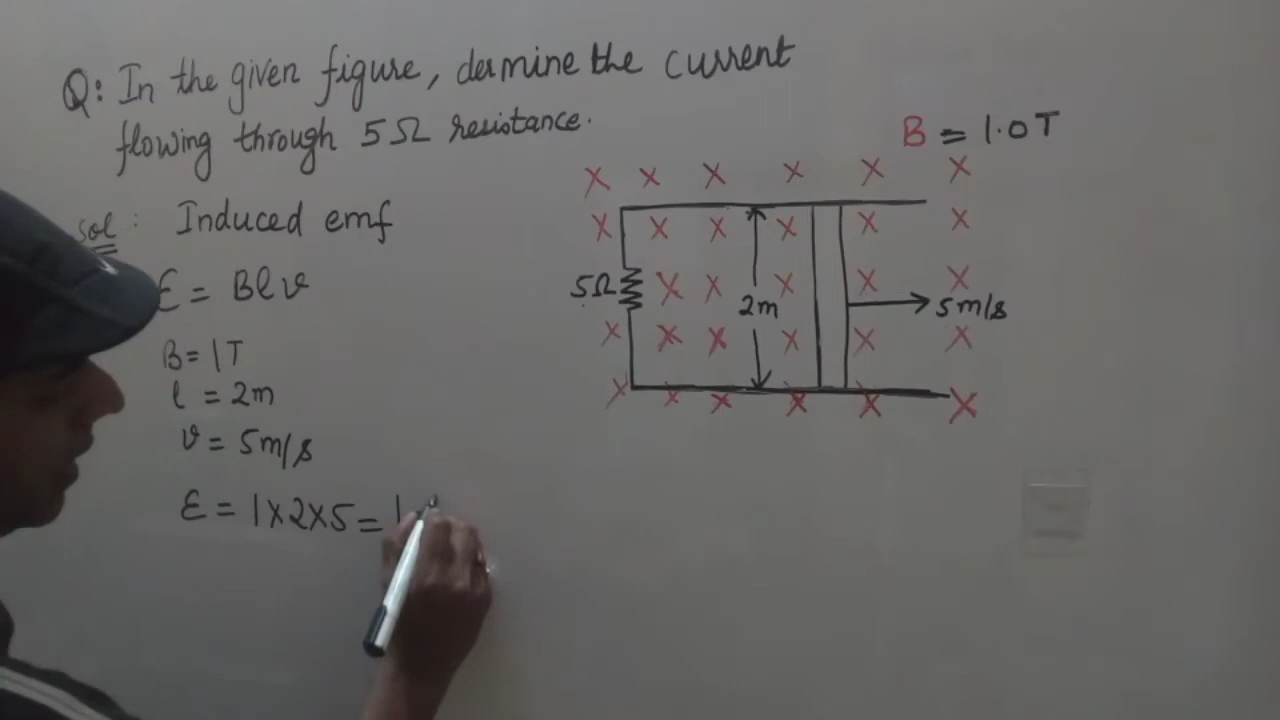 Q: In the given figure, dermine the current
flowing through 5Ω resistance.
B = 1.0T
sol : Induced emf
Ɛ = Blv
B = 1T
l = 2m
v = 5m/s
Ɛ = 1×2×5 = 1
5Ω
2m
5m/s